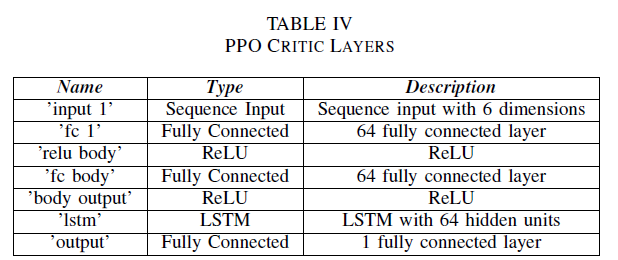 TABLE IV
PPO CRITIC LAYERS
Name Type Description
'input 1' Sequence Input Sequence input with 6 dimensions
'fc 1' Fully Connected 64 fully connected layer
'relu body' ReLU ReLU
'fc body' Fully Connected 64 fully connected layer
'body output' ReLU ReLU
'lstm' LSTM LSTM with 64 hidden units
'output' Fully Connected 1 fully connected layer